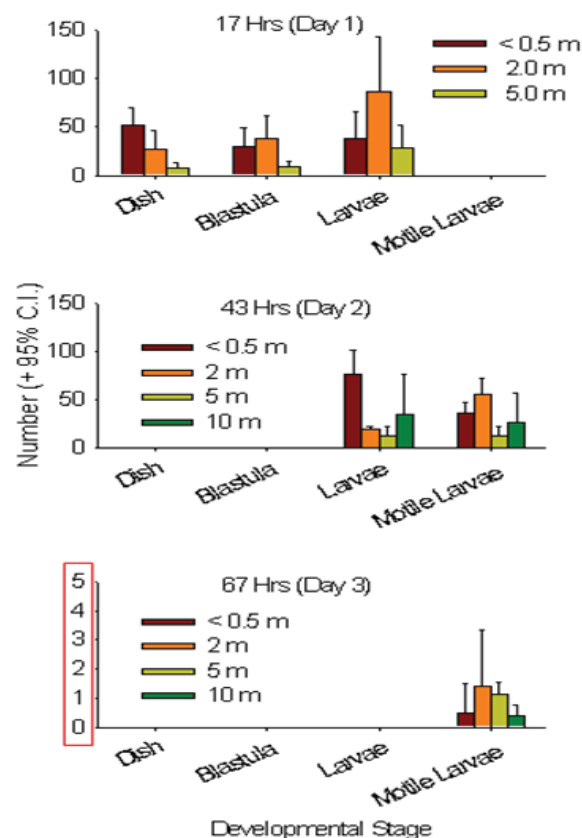 17 Hrs (Day 1)
150
100
50
0
< 0.5 m
2.0 m
5.0 m
Dish
Blastula
Larvae
Motile Larvae
Number (+ 95% C.I.)
43 Hrs (Day 2)
150
100
50
0
< 0.5 m
2 m
5 m
10 m
Dish
Blastula
Larvae
Motile Larvae
67 Hrs (Day 3)
5
4
3
2
1
0
< 0.5 m
2 m
5 m
10 m
Dish
Blastula
Larvae
Motile Larvae
Developmental Stage